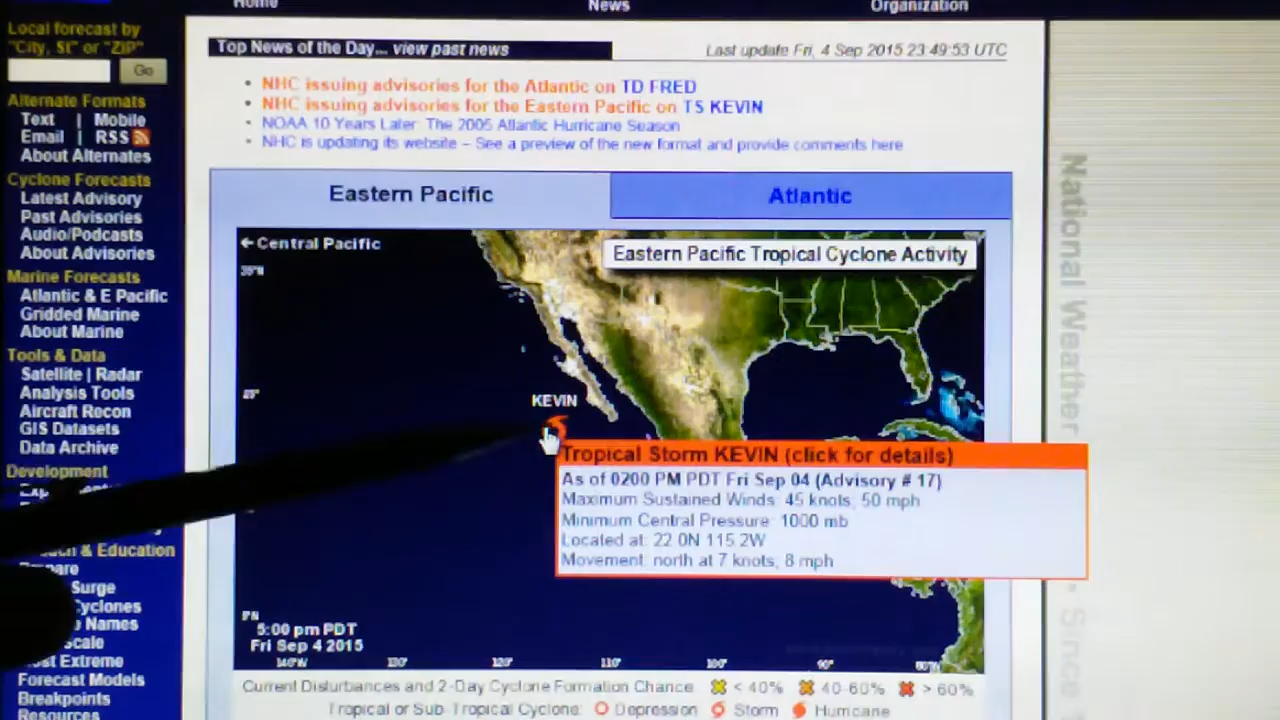 Home
News
Organization
Local forecast by
"City, St" or "ZIP"
Go
Alternate Formats
Text | Mobile
Email | RSS
About Alternates
Cyclone Forecasts
Latest Advisory
Past Advisories
Audio/Podcasts
About Advisories
Marine Forecasts
Atlantic & E Pacific
Gridded Marine
About Marine
Tools & Data
Satellite | Radar
Analysis Tools
Aircraft Recon
GIS Datasets
Data Archive
Development
& Education
Surge
Cyclones
Names
Scale
Extreme
Forecast Models
Breakpoints
Resources
Top News of the Day... view past news
Last update Fri, 4 Sep 2015 23:49:53 UTC
• NHC issuing advisories for the Atlantic on TD FRED
• NHC issuing advisories for the Eastern Pacific on TS KEVIN
• NOAA 10 Years Later: The 2005 Atlantic Hurricane Season
• NHC is updating its website – See a preview of the new format and provide comments here
Eastern Pacific
Atlantic
←Central Pacific
Eastern Pacific Tropical Cyclone Activity
35°N
25°
KEVIN
Tropical Storm KEVIN (click for details)
As of 0200 PM PDT Fri Sep 04 (Advisory # 17)
Maximum Sustained Winds: 45 knots; 50 mph
Minimum Central Pressure: 1000 mb
Located at: 22.0N 115.2W
Movement: north at 7 knots; 8 mph
5:00 pm PDT
Fri Sep 4 2015
140°W 130° 120° 110° 100° 90° 80°W
Current Disturbances and 2-Day Cyclone Formation Chance: < 40% 40-60% > 60%
Tropical or Sub-Tropical Cyclone: Depression Storm Hurricane
National Weather
Since